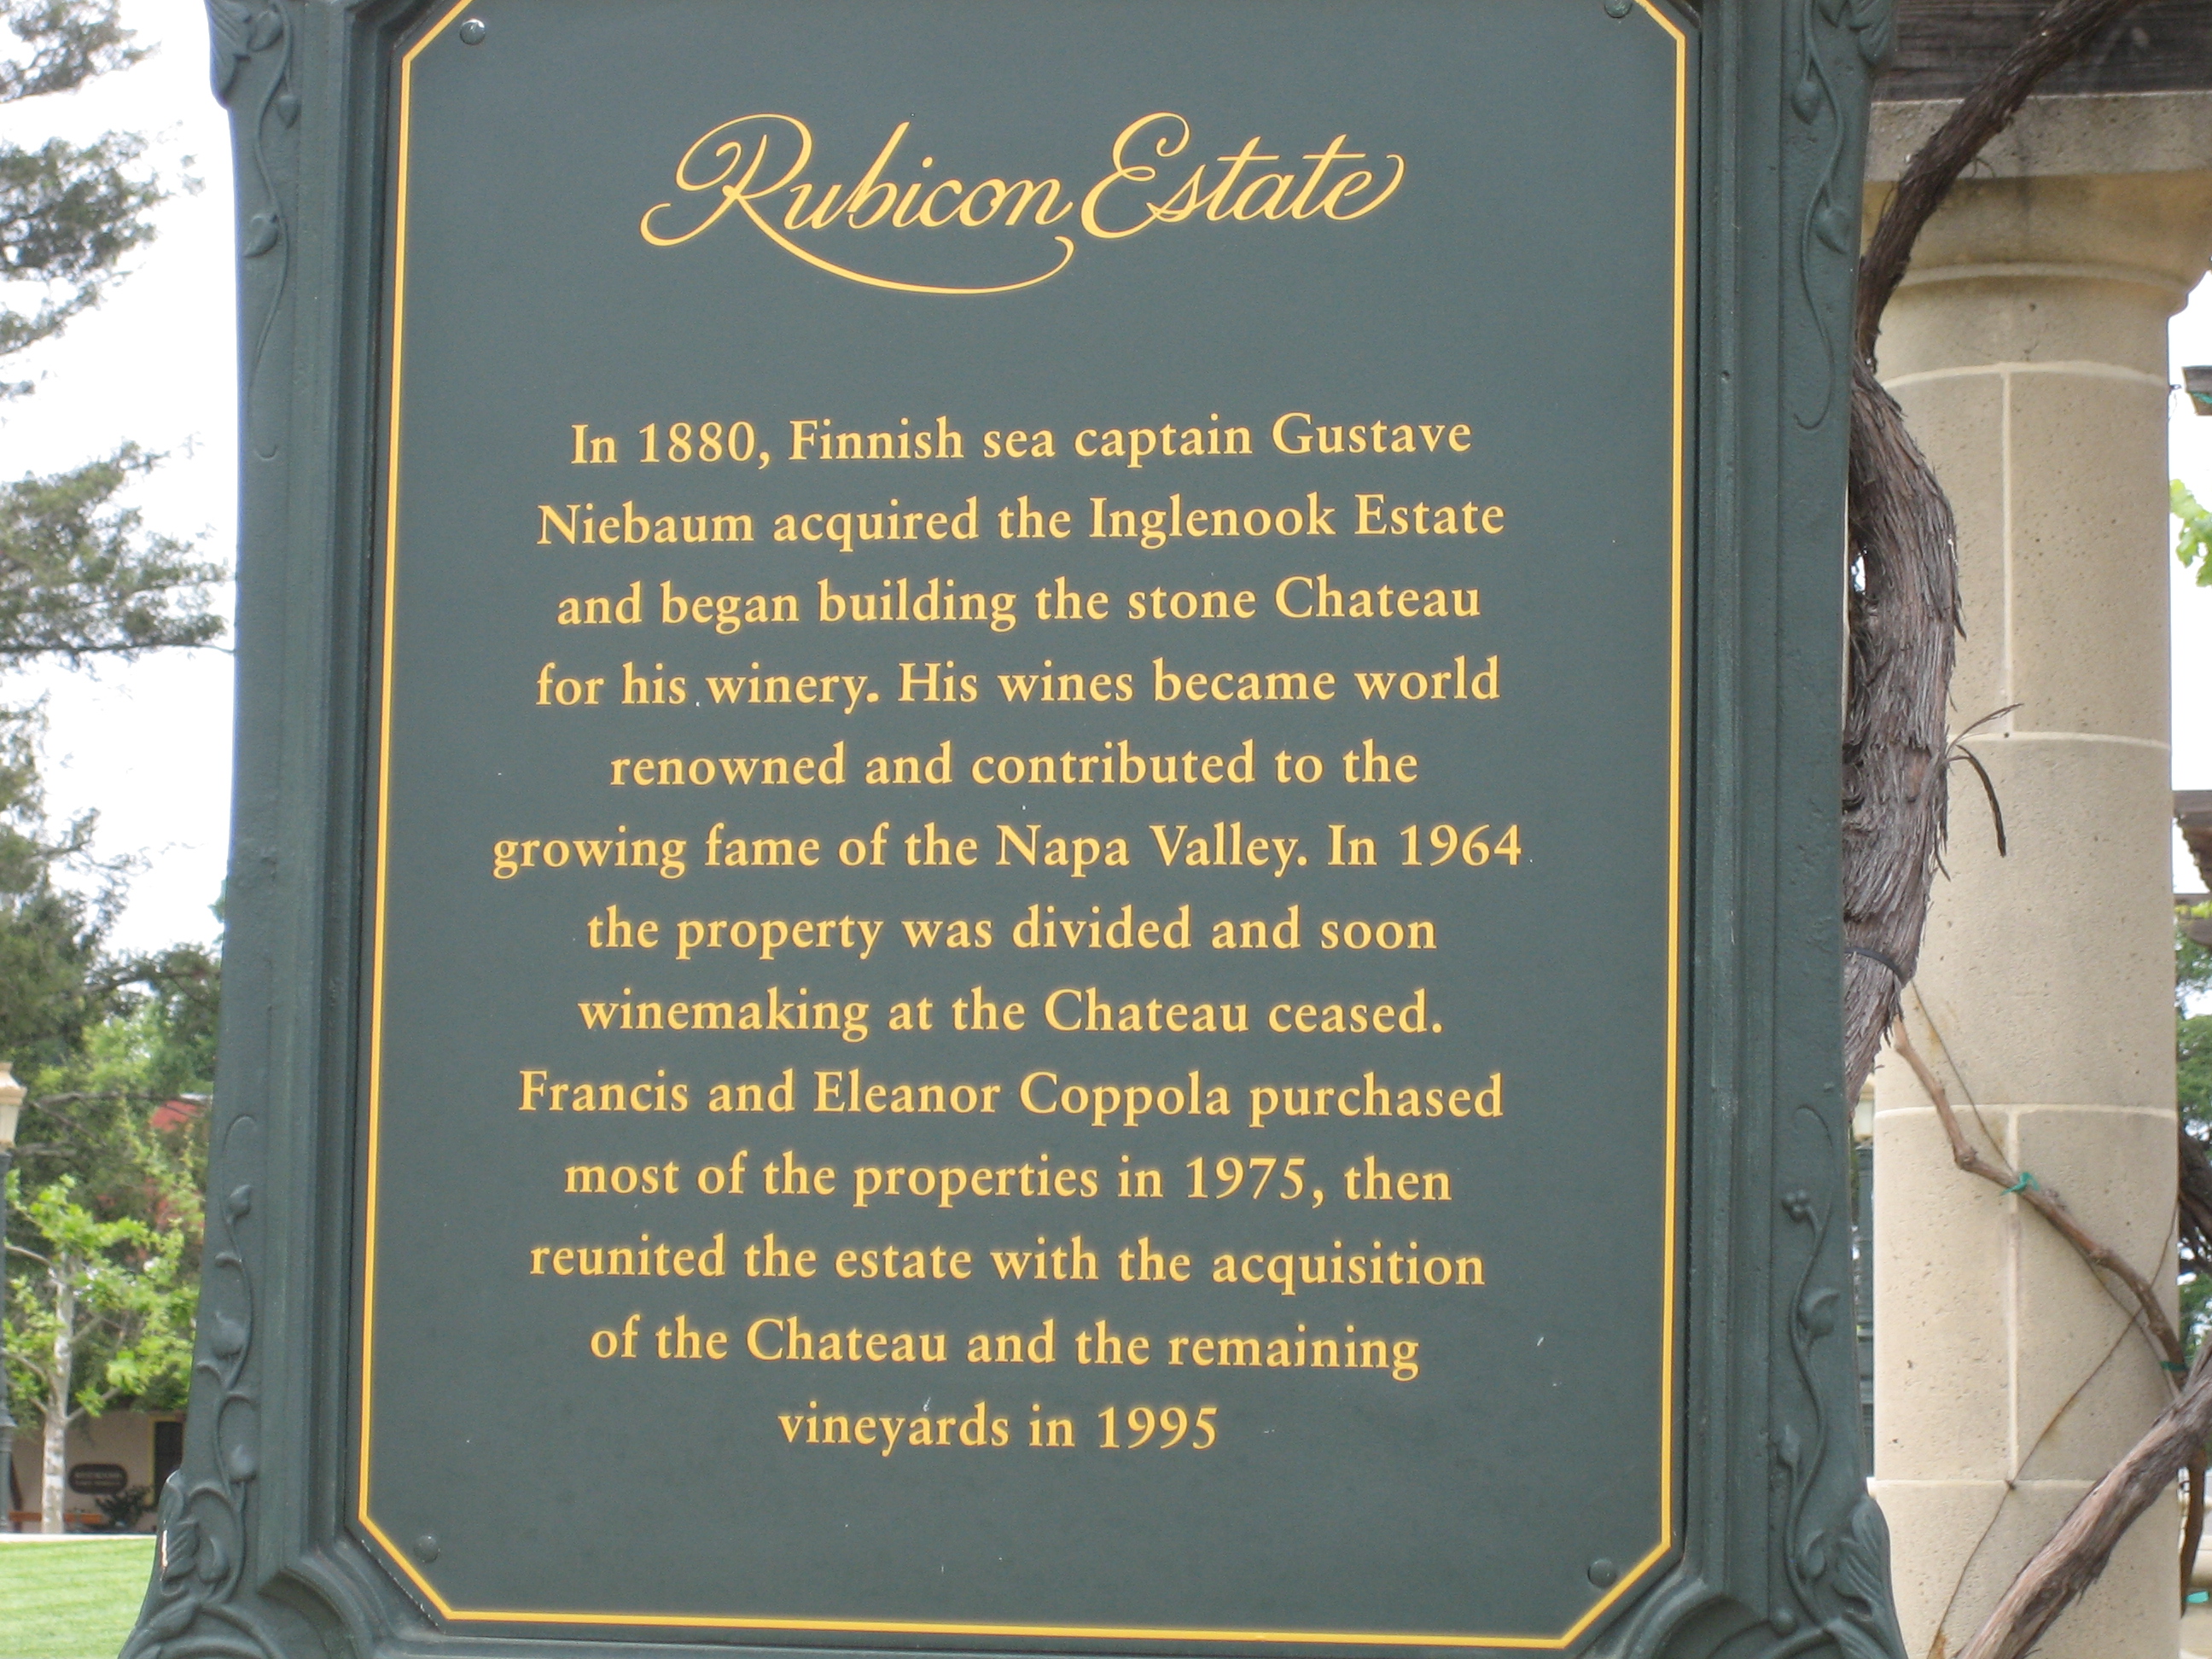 Rubicon Estate
In 1880, Finnish sea captain Gustave
Niebaum acquired the Inglenook Estate
and began building the stone Chateau
for his winery. His wines became world
renowned and contributed to the
growing fame of the Napa Valley. In 1964
the property was divided and soon
winemaking at the Chateau ceased.
Francis and Eleanor Coppola purchased
most of the properties in 1975, then
reunited the estate with the acquisition
of the Chateau and the remaining
vineyards in 1995